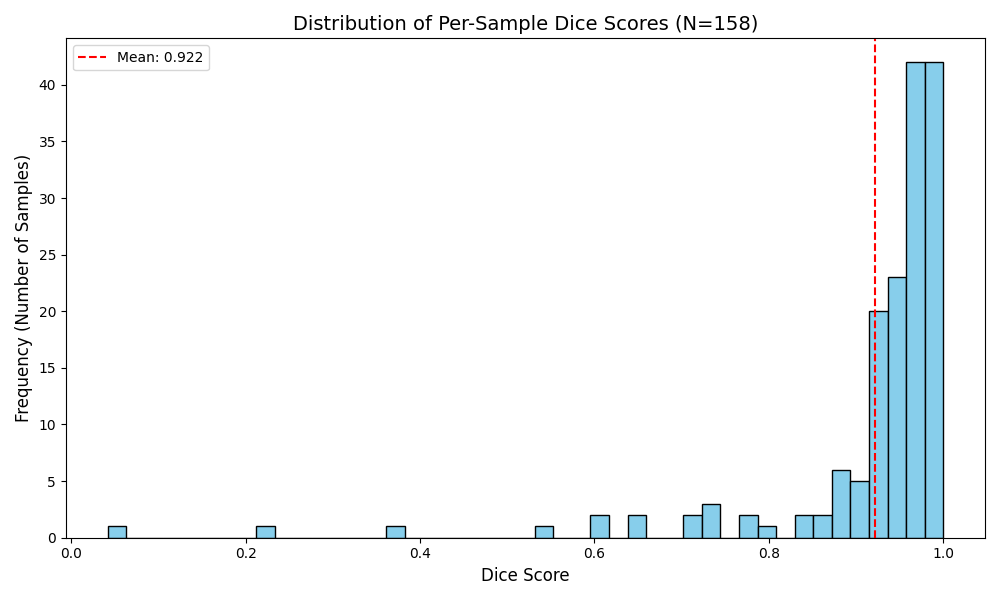 Distribution of Per-Sample Dice Scores (N=158)
Mean: 0.922
Frequency (Number of Samples)
40
35
30
25
20
15
10
5
0
0.0 0.2 0.4 0.6 0.8 1.0
Dice Score